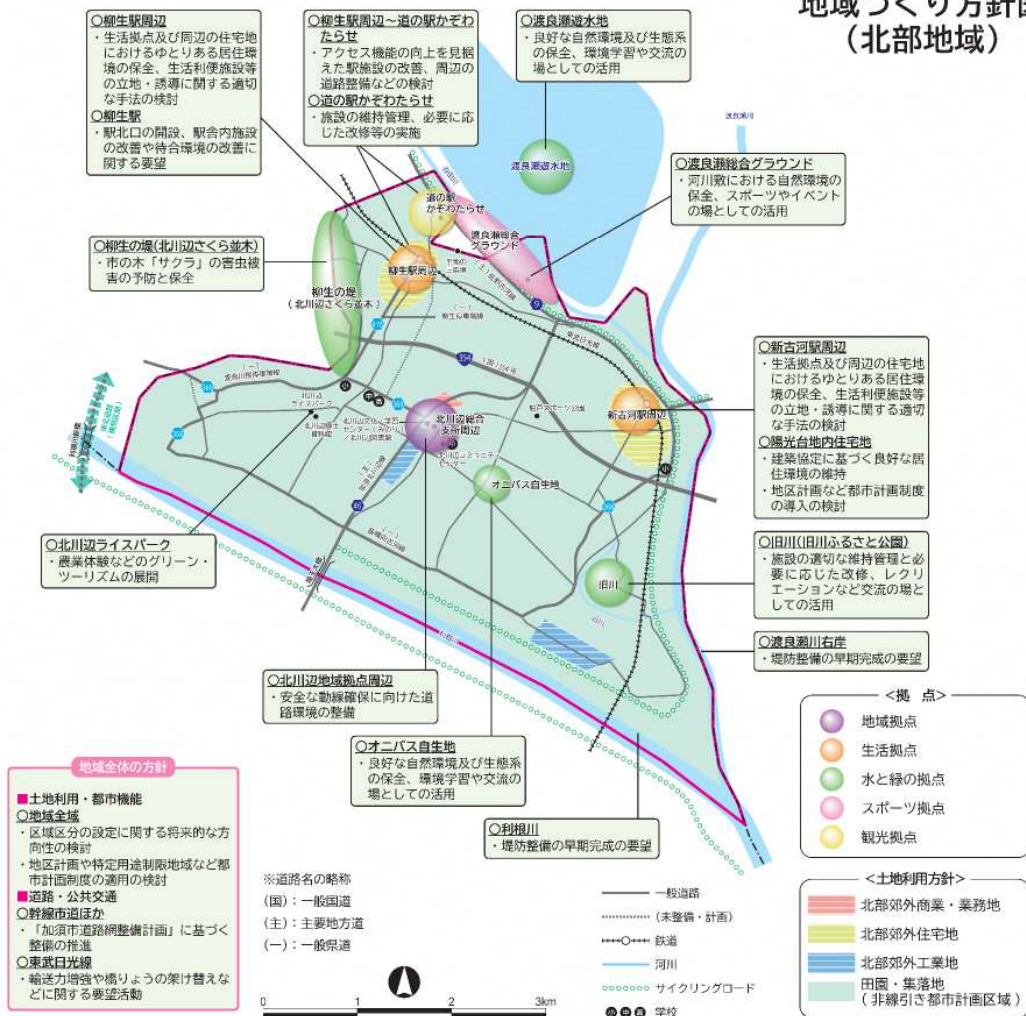 地域づくり方針図
(北部地域)
○柳生駅周辺
・生活拠点及び周辺の住宅地
におけるゆとりある居住環
境の保全、生活利便施設等
の立地・誘導に関する適切
な手法の検討
○柳生駅
・駅北口の開設、駅舎内施設
の改善や待合環境の改善に
関する要望
○柳生駅周辺~道の駅かぞわ
たらせ
・アクセス機能の向上を見据
えた駅施設の改善、周辺の
道路整備などの検討
○道の駅かぞわたらせ
・施設の維持管理、必要に応
じた改修等の実施
○渡良瀬遊水地
・良好な自然環境及び生態系
の保全、環境学習や交流の
場としての活用
渡良瀬川
渡良瀬遊水地
○渡良瀬総合グラウンド
・河川敷における自然環境の
保全、スポーツやイベント
の場としての活用
道の駅
かぞわたらせ
渡良瀬総合
グラウンド
○柳生の堤(北川辺さくら並木)
・市の木「サクラ」の害虫被
害の予防と保全
柳生駅周辺
柳生の堤
(北川辺さくら並木)
9
東武日光線
354
(国)354号
○新古河駅周辺
・生活拠点及び周辺の住宅地
におけるゆとりある居住環
境の保全、生活利便施設等
の立地・誘導に関する適切
な手法の検討
○陽光台地内住宅地
・建築協定に基づく良好な居
住環境の維持
・地区計画など都市計画制度
の導入の検討
新古河駅周辺
小
中
北川辺
ライスパーク
北川辺総合
支所周辺
小
オニバス自生地
46
○北川辺ライスパーク
・農業体験などのグリーン・
ツーリズムの展開
○旧川(旧川ふるさと公園)
・施設の適切な維持管理と必
要に応じた改修、レクリ
エーションなど交流の場と
しての活用
旧川
利根川
○渡良瀬川右岸
・堤防整備の早期完成の要望
○北川辺地域拠点周辺
・安全な動線確保に向けた道
路環境の整備
○オニバス自生地
・良好な自然環境及び生態系
の保全、環境学習や交流の
場としての活用
○利根川
・堤防整備の早期完成の要望
<拠 点>
地域拠点
生活拠点
水と緑の拠点
スポーツ拠点
観光拠点
地域全体の方針
■土地利用・都市機能
○地域全域
・区域区分の設定に関する将来的な方
向性の検討
・地区計画や特定用途制限地域など都
市計画制度の適用の検討
■道路・公共交通
○幹線市道ほか
・「加須市道路網整備計画」に基づく
整備の推進
○東武日光線
・輸送力増強や橋りょうの架け替えな
どに関する要望活動
※道路名の略称
(国):一般国道
(主):主要地方道
(一):一般県道
0 1 2 3km
一般道路
(未整備・計画)
鉄道
河川
サイクリングロード
小 中 高 学校
<土地利用方針>
北部郊外商業・業務地
北部郊外住宅地
北部郊外工業地
田園・集落地
(非線引き都市計画区域)